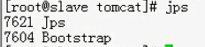 [root@slave tomcat]# jps
7621 Jps
7604 Bootstrap